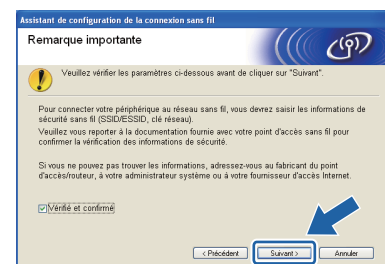 Assistant de configuration de la connexion sans fil
Remarque importante
Veuillez vérifier les paramètres ci-dessous avant de cliquer sur "Suivant".
Pour connecter votre périphérique au réseau sans fil, vous devrez saisir les informations de
sécurité sans fil (SSID/ESSID, clé réseau).
Veuillez vous reporter à la documentation fournie avec votre point d'accès sans fil pour
confirmer la vérification des informations de sécurité.
Si vous ne pouvez pas trouver les informations, adressez-vous au fabricant du point
d'accès/routeur, à votre administrateur système ou à votre fournisseur d'accès Internet.
Vérifié et confirmé
< Précédent
Suivant >
Annuler